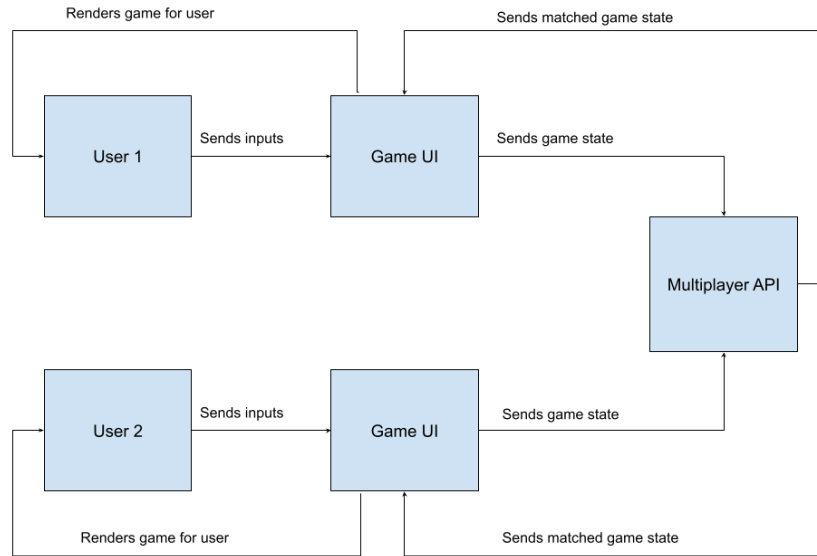 Renders game for user
Sends matched game state
User 1
Sends inputs
Game UI
Sends game state
Multiplayer API
User 2
Sends inputs
Game UI
Sends game state
Renders game for user
Sends matched game state